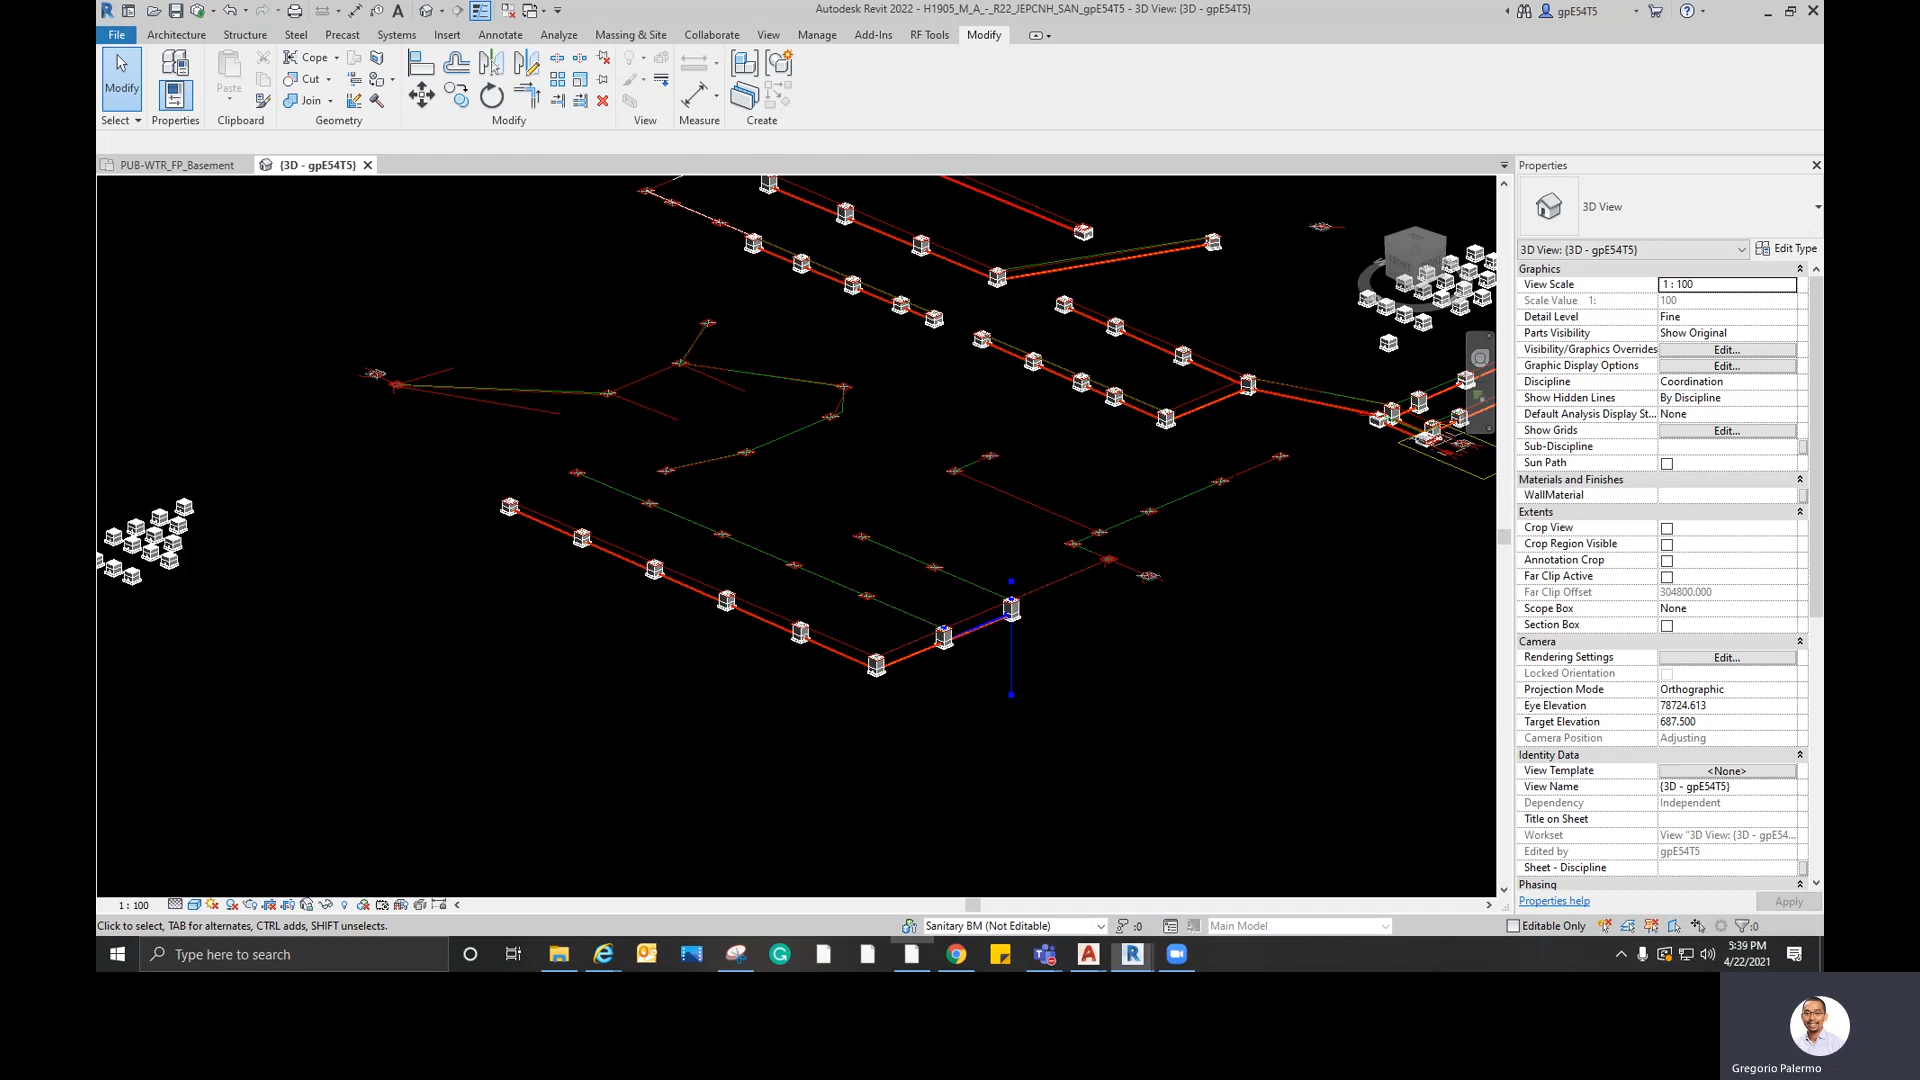 Autodesk Revit 2022 - H1905_M_A_-_R22_JEPCNH_SAN_gpE54T5 - 3D View: {3D - gpE54T5}
gpE54T5
File Architecture Structure Steel Precast Systems Insert Annotate Analyze Massing & Site Collaborate View Manage Add-Ins RF Tools Modify
Modify
Paste
Cope
Cut
Join
Select Properties Clipboard Geometry Modify View Measure Create
PUB-WTR_FP_Basement
{3D - gpE54T5}
Properties
3D View
3D View: {3D - gpE54T5} Edit Type
Graphics
View Scale 1 : 100
Scale Value 1: 100
Detail Level Fine
Parts Visibility Show Original
Visibility/Graphics Overrides Edit...
Graphic Display Options Edit...
Discipline Coordination
Show Hidden Lines By Discipline
Default Analysis Display St... None
Show Grids Edit...
Sub-Discipline
Sun Path
Materials and Finishes
WallMaterial
Extents
Crop View
Crop Region Visible
Annotation Crop
Far Clip Active
Far Clip Offset 304800.000
Scope Box None
Section Box
Camera
Rendering Settings Edit...
Locked Orientation
Projection Mode Orthographic
Eye Elevation 78724.613
Target Elevation 687.500
Camera Position Adjusting
Identity Data
View Template <None>
View Name {3D - gpE54T5}
Dependency Independent
Title on Sheet
Workset View "3D View: {3D - gpE54...
Edited by gpE54T5
Sheet - Discipline
Phasing
Properties help Apply
1 : 100
Click to select, TAB for alternates, CTRL adds, SHIFT unselects.
Sanitary BM (Not Editable)
:0
Main Model
Editable Only
:0
Type here to search
5:39 PM
4/22/2021
Gregorio Palermo